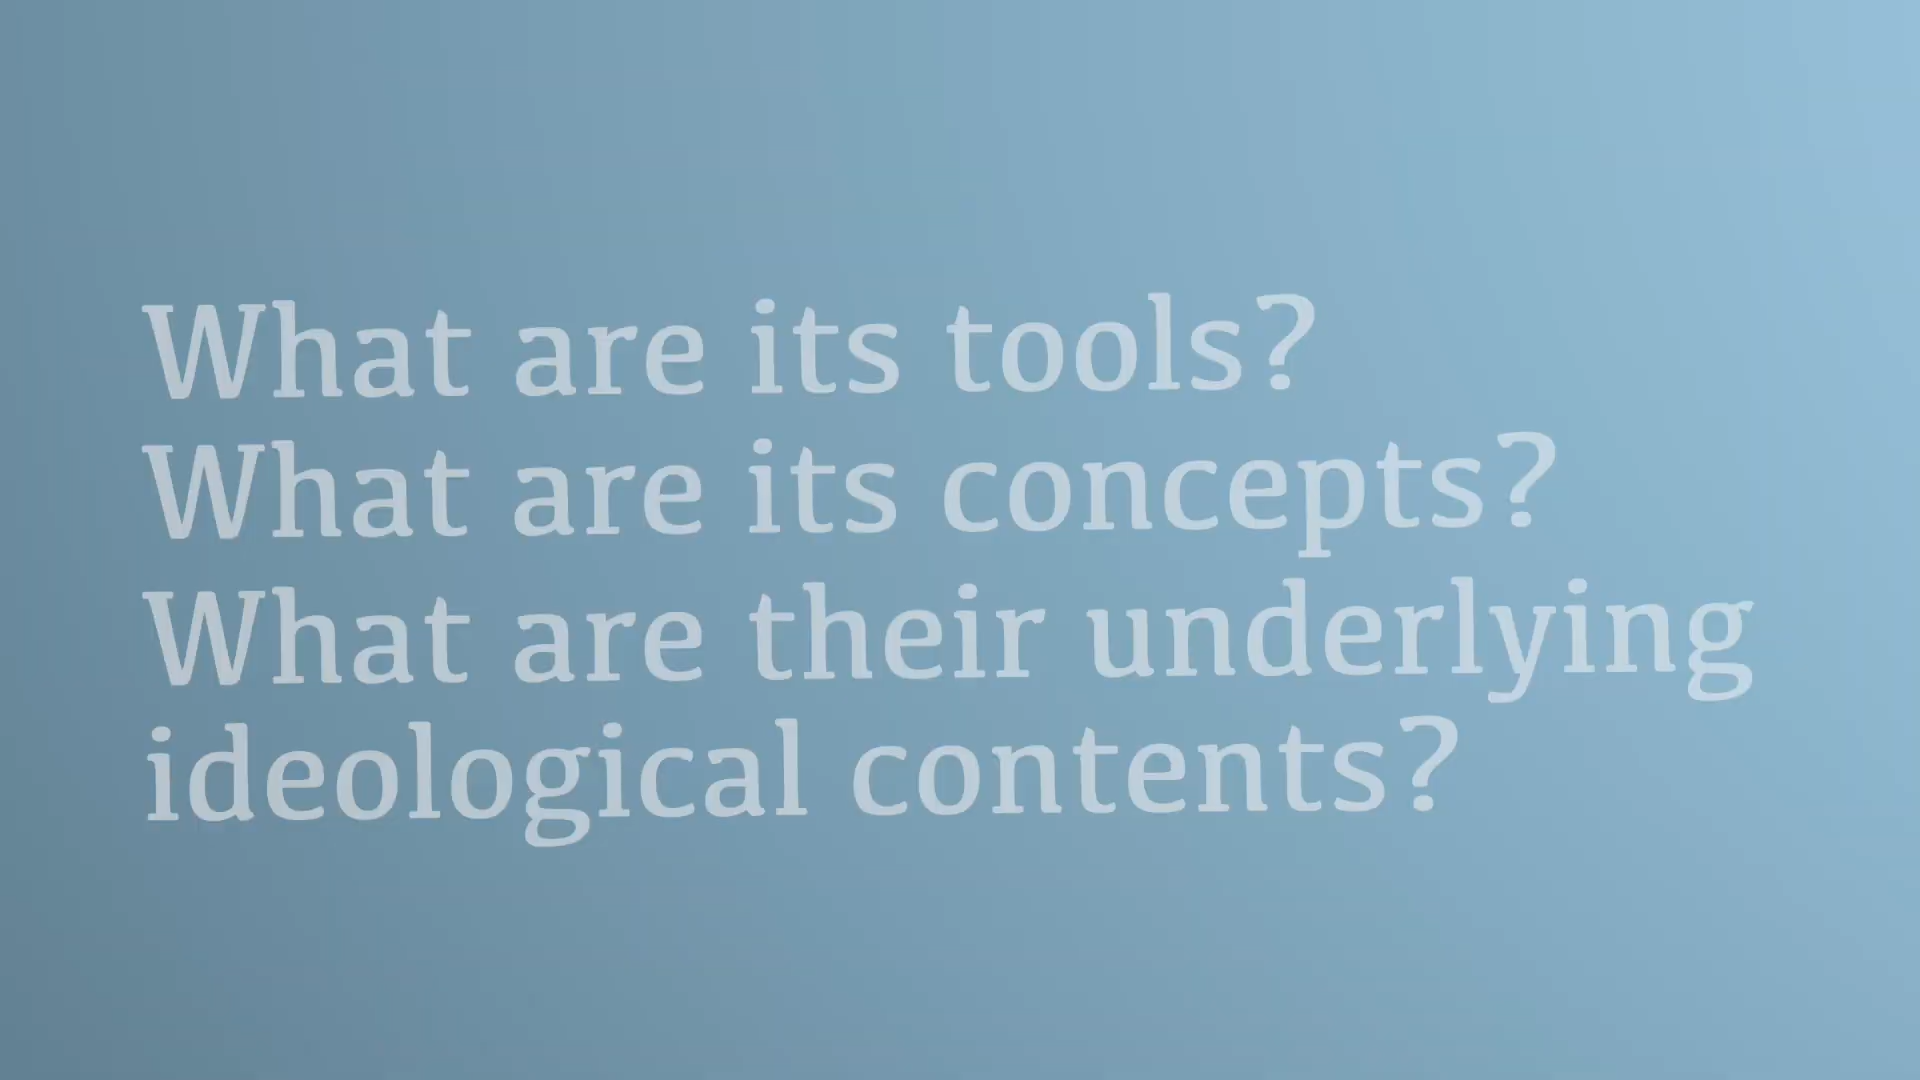 What are its tools?
What are its concepts?
What are their underlying
ideological contents?